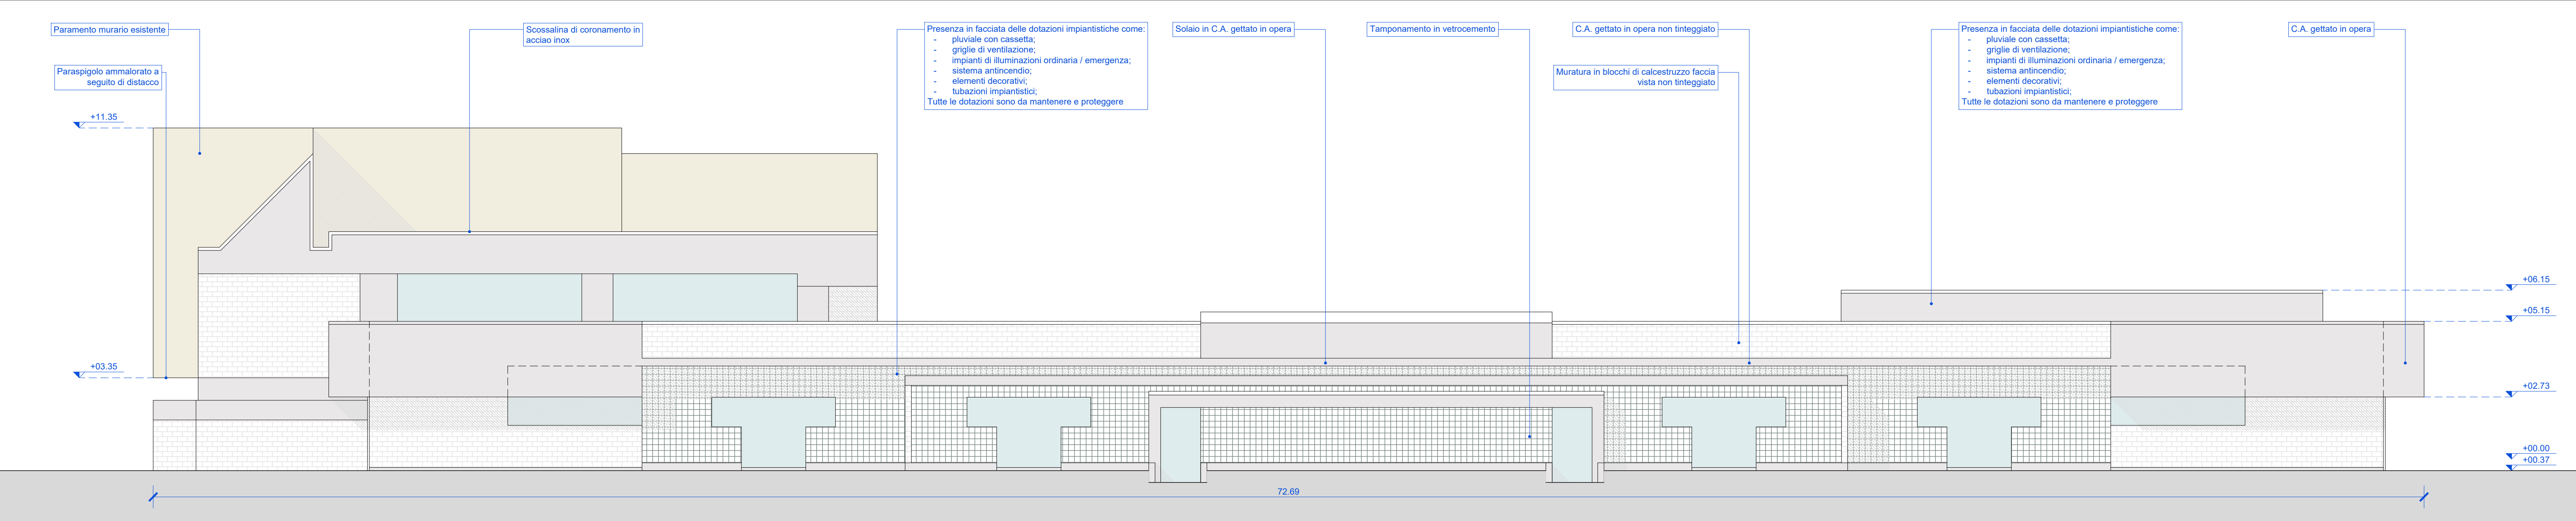 Paramento murario esistente
Paraspigolo ammalorato a
seguito di distacco
Scossalina di coronamento in
acciao inox
Presenza in facciata delle dotazioni impiantistiche come:
- pluviale con cassetta;
- griglie di ventilazione;
- impianti di illuminazioni ordinaria / emergenza;
- sistema antincendio;
- elementi decorativi;
- tubazioni impiantistici;
Tutte le dotazioni sono da mantenere e proteggere
Solaio in C.A. gettato in opera
Tamponamento in vetrocemento
C.A. gettato in opera non tinteggiato
Muratura in blocchi di calcestruzzo faccia
vista non tinteggiato
Presenza in facciata delle dotazioni impiantistiche come:
- pluviale con cassetta;
- griglie di ventilazione;
- impianti di illuminazioni ordinaria / emergenza;
- sistema antincendio;
- elementi decorativi;
- tubazioni impiantistici;
Tutte le dotazioni sono da mantenere e proteggere
C.A. gettato in opera
+11.35
+03.35
+06.15
+05.15
+02.73
+00.00
+00.37
72.69